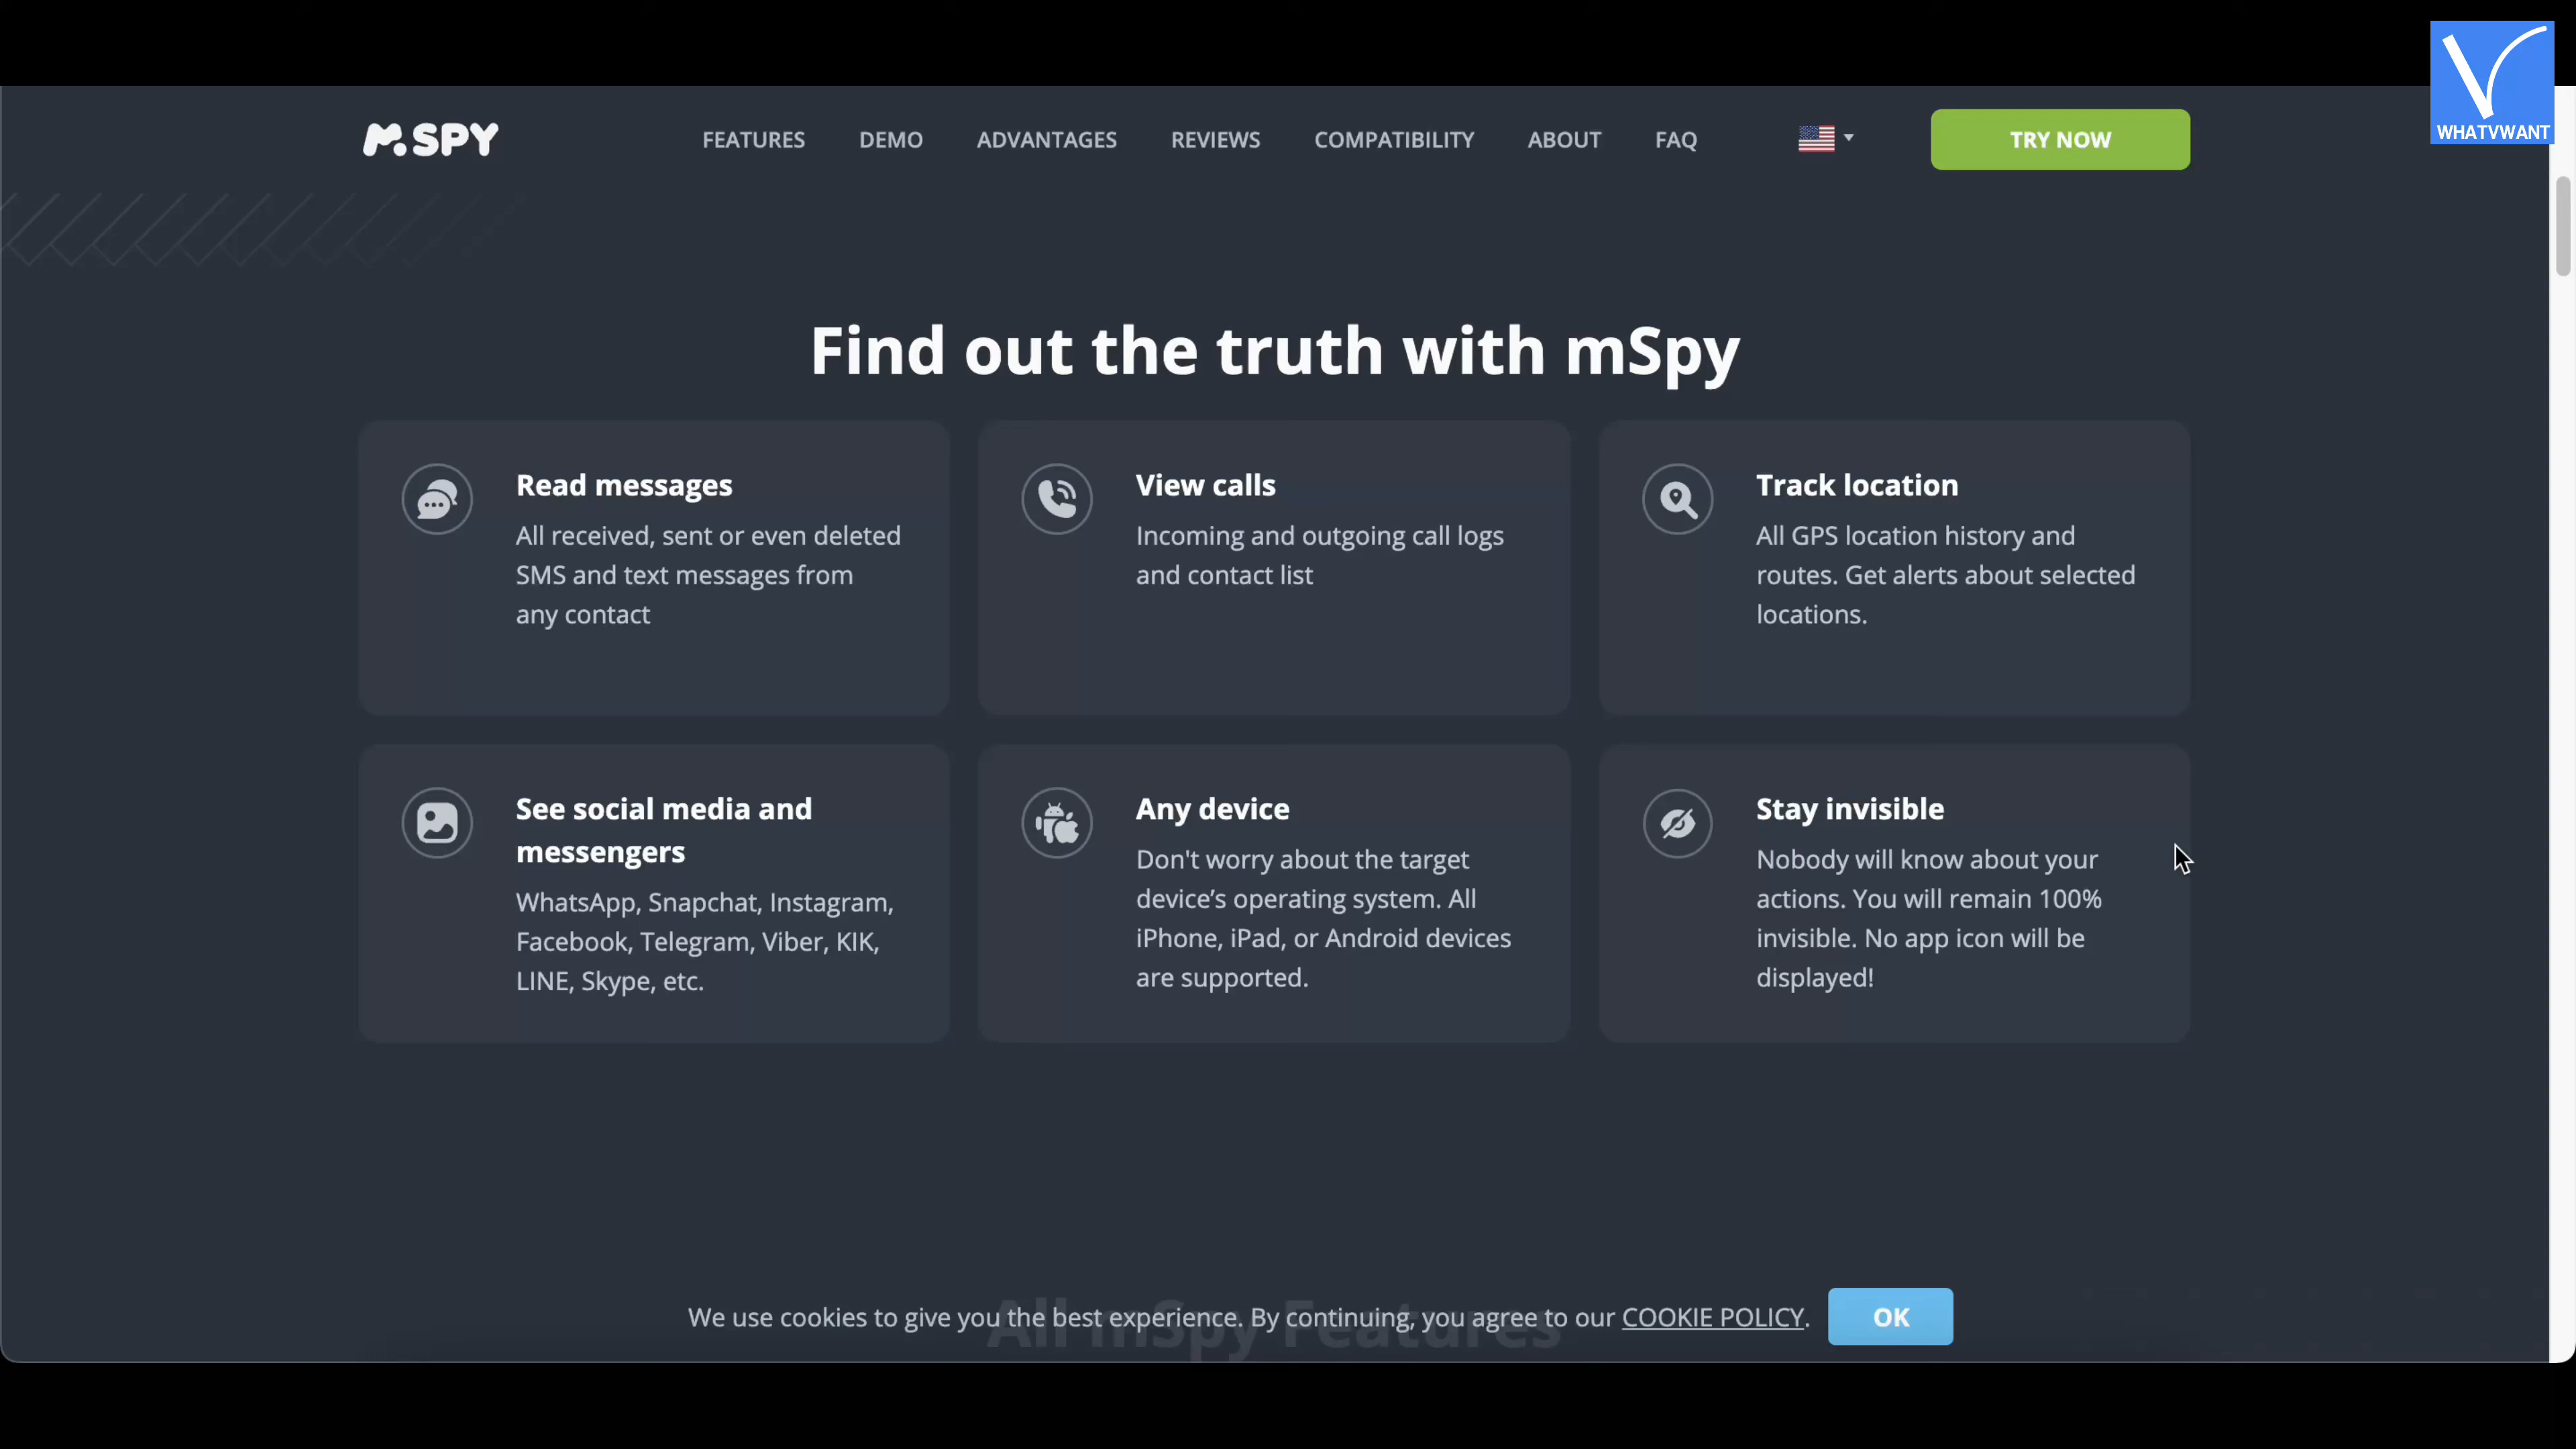 WHATVWANT
M.SPY
FEATURES DEMO ADVANTAGES REVIEWS COMPATIBILITY ABOUT FAQ TRY NOW
Find out the truth with mSpy
Read messages
All received, sent or even deleted
SMS and text messages from
any contact
View calls
Incoming and outgoing call logs
and contact list
Track location
All GPS location history and
routes. Get alerts about selected
locations.
See social media and
messengers
WhatsApp, Snapchat, Instagram,
Facebook, Telegram, Viber, KIK,
LINE, Skype, etc.
Any device
Don't worry about the target
device’s operating system. All
iPhone, iPad, or Android devices
are supported.
Stay invisible
Nobody will know about your
actions. You will remain 100%
invisible. No app icon will be
displayed!
All mSpy Features
We use cookies to give you the best experience. By continuing, you agree to our COOKIE POLICY. OK